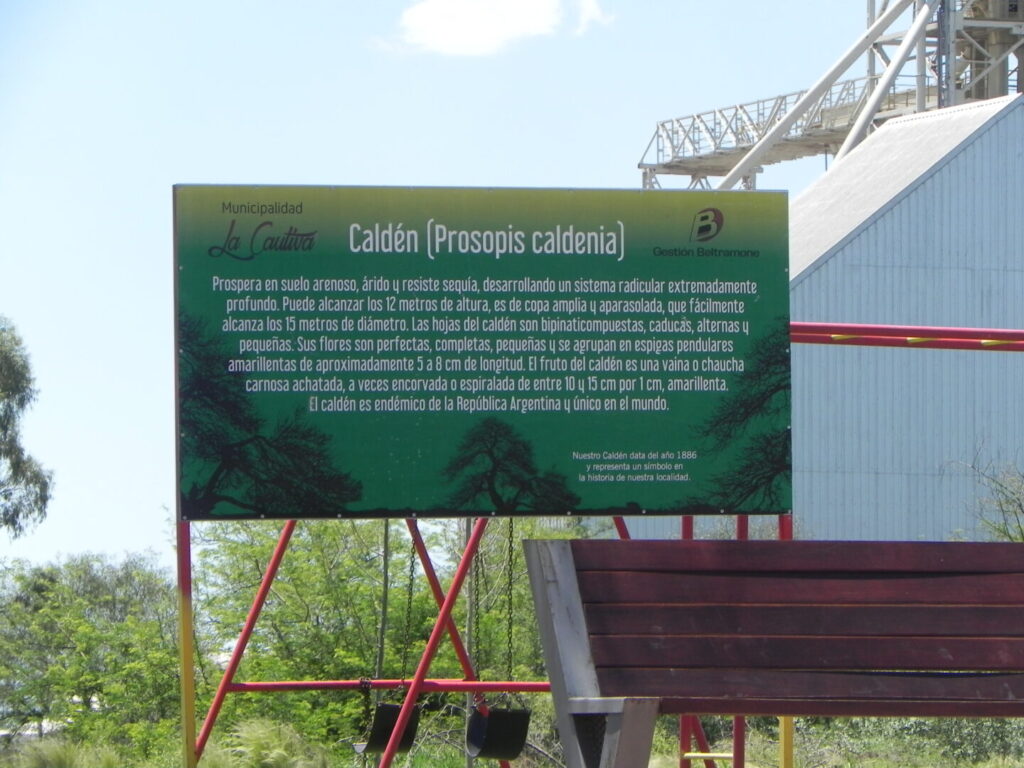 Municipalidad
La Cautiva
Caldén (Prosopis caldenia)
B
Gestión Beltramone
Prospera en suelo arenoso, árido y resiste sequía, desarrollando un sistema radicular extremadamente
profundo. Puede alcanzar los 12 metros de altura, es de copa amplia y aparasolada, que fácilmente
alcanza los 15 metros de diámetro. Las hojas del caldén son bipinaticompuestas, caducas, alternas y
pequeñas. Sus flores son perfectas, completas, pequeñas y se agrupan en espigas pendulares
amarillentas de aproximadamente 5 a 8 cm de longitud. El fruto del caldén es una vaina o chaucha
carnosa achatada, a veces encorvada o espiralada de entre 10 y 15 cm por 1 cm, amarillenta.
El caldén es endémico de la República Argentina y único en el mundo.
Nuestro Caldén data del año 1886
y representa un símbolo en
la historia de nuestra localidad.